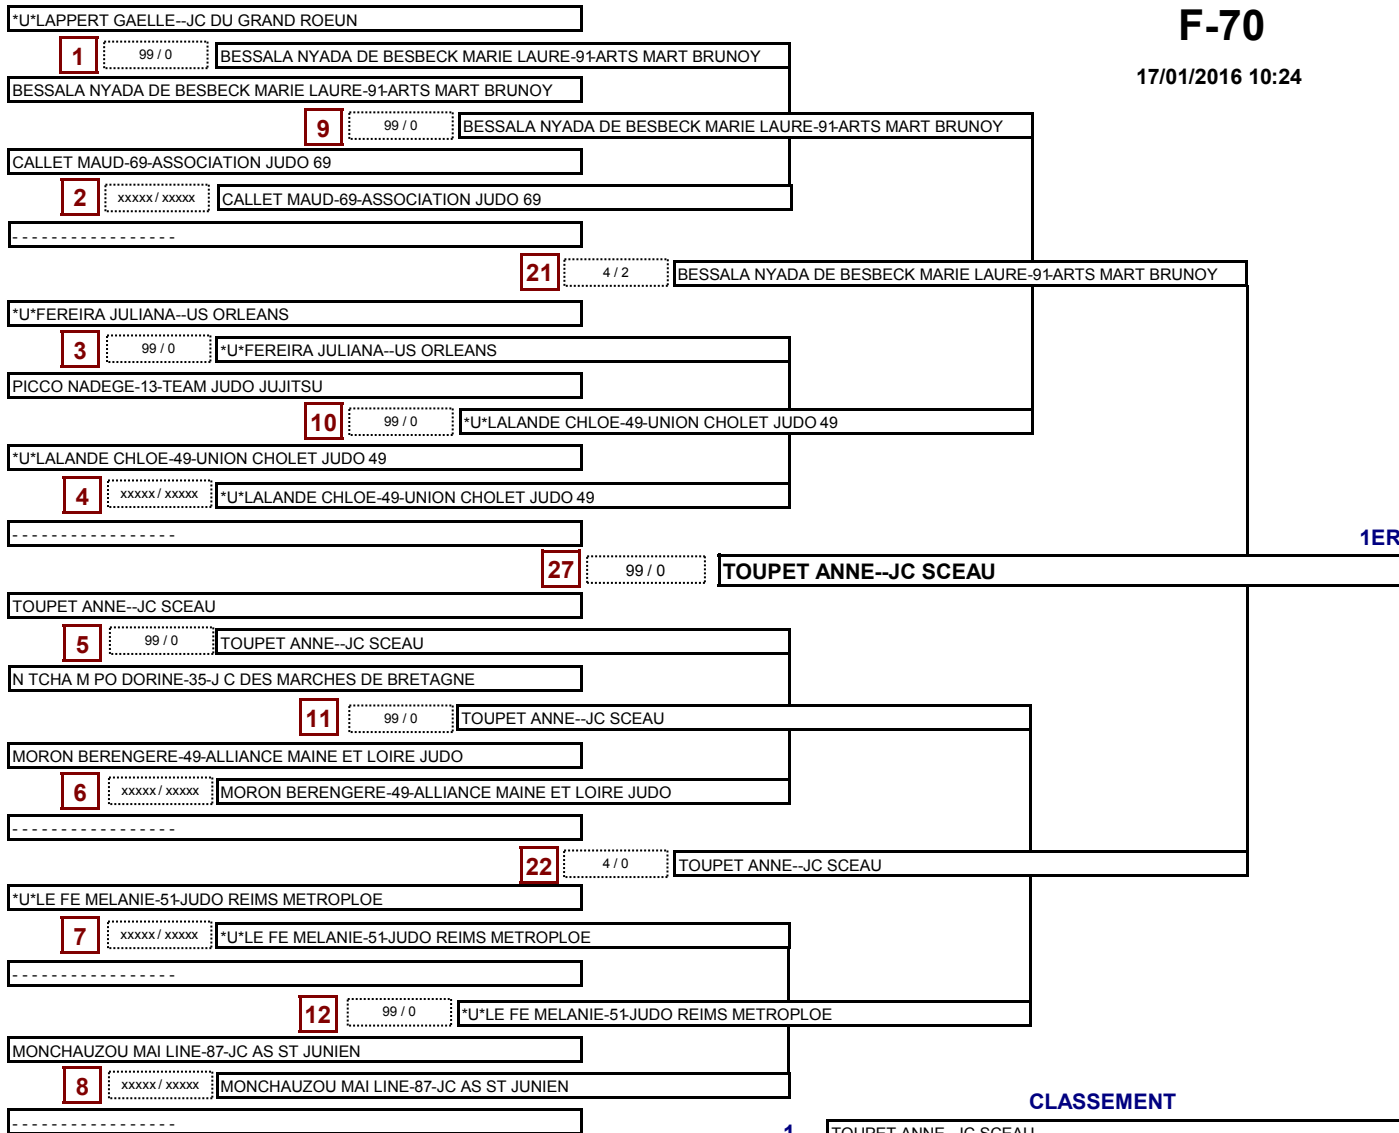 *U*LAPPERT GAELLE--JC DU GRAND ROEUN
F-70
1 99 / 0 BESSALA NYADA DE BESBECK MARIE LAURE-91-ARTS MART BRUNOY
17/01/2016 10:24
BESSALA NYADA DE BESBECK MARIE LAURE-91-ARTS MART BRUNOY
9 99 / 0 BESSALA NYADA DE BESBECK MARIE LAURE-91-ARTS MART BRUNOY
CALLET MAUD-69-ASSOCIATION JUDO 69
2 xxxxx / xxxxx CALLET MAUD-69-ASSOCIATION JUDO 69
- - - - - - - - - - - - - - - - -
21 4 / 2 BESSALA NYADA DE BESBECK MARIE LAURE-91-ARTS MART BRUNOY
*U*FEREIRA JULIANA--US ORLEANS
3 99 / 0 *U*FEREIRA JULIANA--US ORLEANS
PICCO NADEGE-13-TEAM JUDO JUJITSU
10 99 / 0 *U*LALANDE CHLOE-49-UNION CHOLET JUDO 49
*U*LALANDE CHLOE-49-UNION CHOLET JUDO 49
4 xxxxx / xxxxx *U*LALANDE CHLOE-49-UNION CHOLET JUDO 49
- - - - - - - - - - - - - - - - -
1ER
27 99 / 0 TOUPET ANNE--JC SCEAU
TOUPET ANNE--JC SCEAU
5 99 / 0 TOUPET ANNE--JC SCEAU
N TCHA M PO DORINE-35-J C DES MARCHES DE BRETAGNE
11 99 / 0 TOUPET ANNE--JC SCEAU
MORON BERENGERE-49-ALLIANCE MAINE ET LOIRE JUDO
6 xxxxx / xxxxx MORON BERENGERE-49-ALLIANCE MAINE ET LOIRE JUDO
- - - - - - - - - - - - - - - - -
22 4 / 0 TOUPET ANNE--JC SCEAU
*U*LE FE MELANIE-51-JUDO REIMS METROPLOE
7 xxxxx / xxxxx *U*LE FE MELANIE-51-JUDO REIMS METROPLOE
- - - - - - - - - - - - - - - - -
12 99 / 0 *U*LE FE MELANIE-51-JUDO REIMS METROPLOE
MONCHAUZOU MAI LINE-87-JC AS ST JUNIEN
8 xxxxx / xxxxx MONCHAUZOU MAI LINE-87-JC AS ST JUNIEN
CLASSEMENT
- - - - - - - - - - - - - - - - -
1 TOUPET ANNE--JC SCEAU